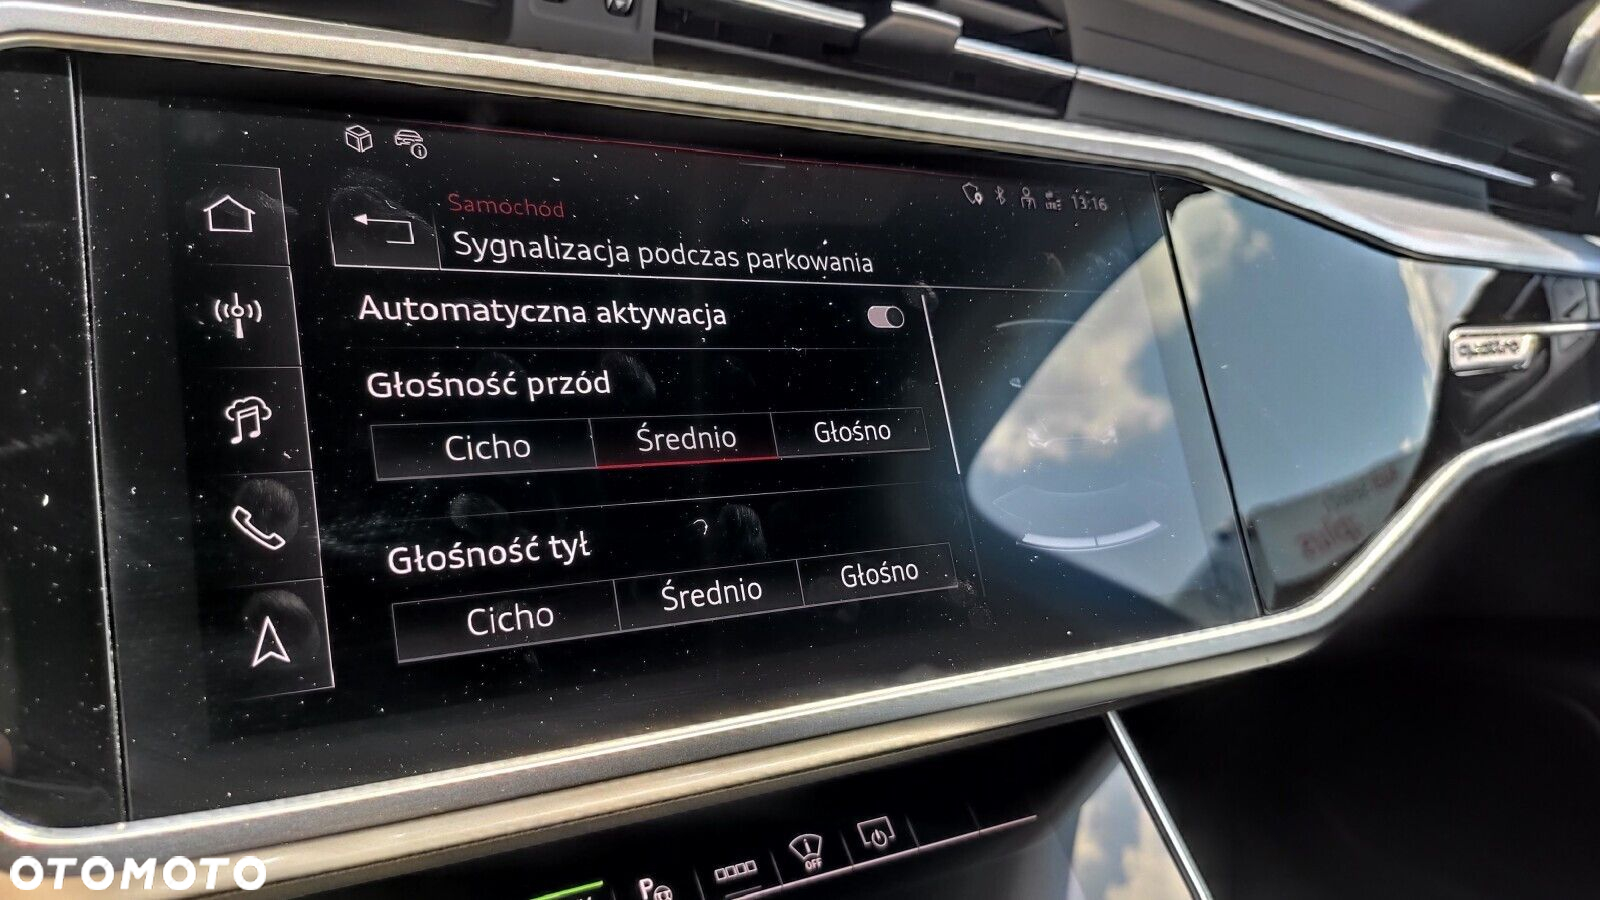 LTE
13:16
Samochód
Sygnalizacja podczas parkowania
Automatyczna aktywacja
Głośność przód
Cicho Średnio Głośno
Głośność tył
Cicho Średnio Głośno
quattro
P
OFF
OTOMOTO